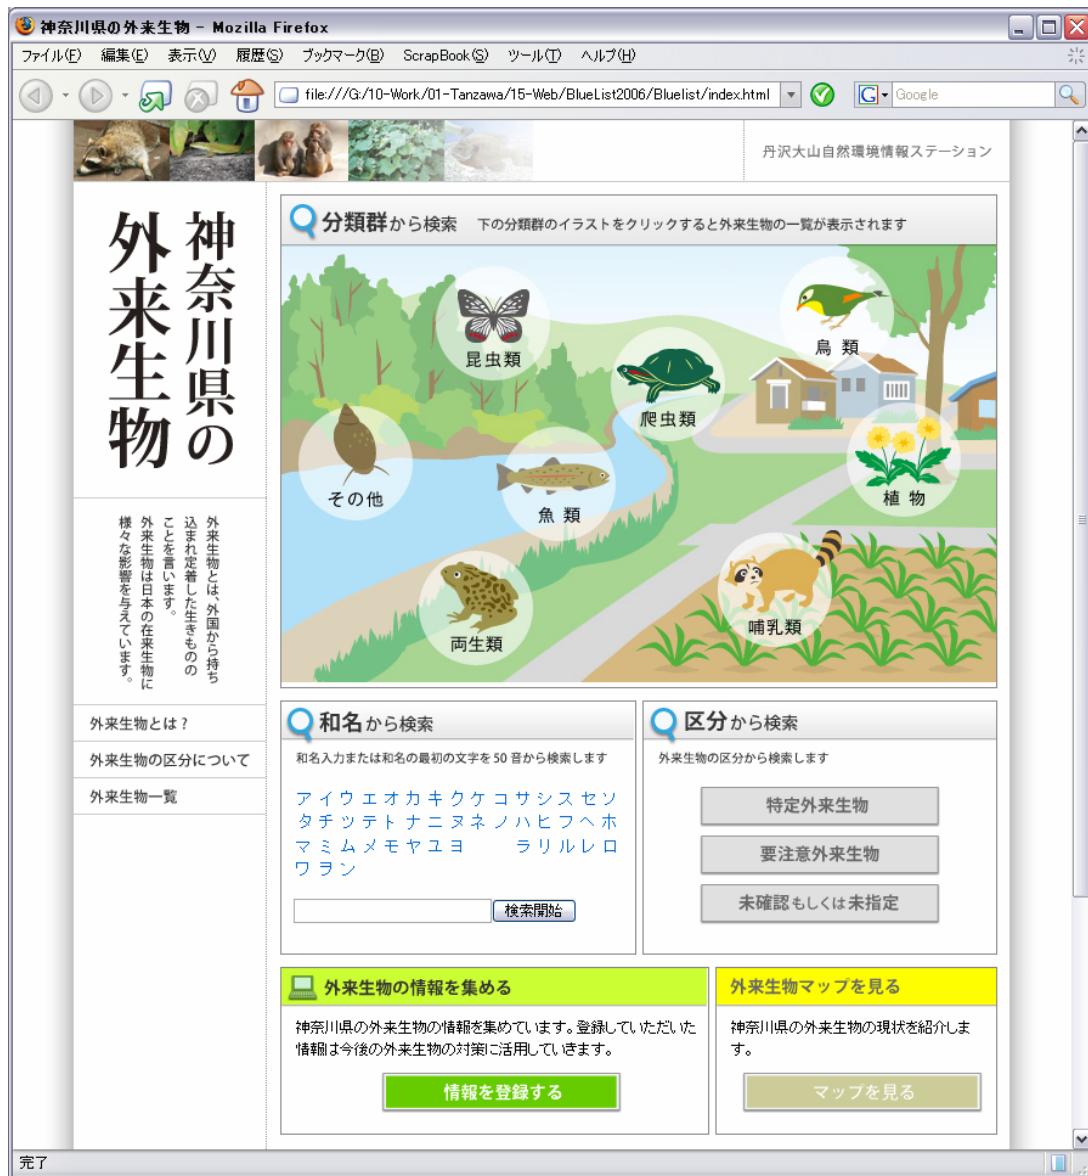 神奈川県の外来生物 - Mozilla Firefox
ファイル(F) 編集(E) 表示(V) 履歴(S) ブックマーク(B) ScrapBook(S) ツール(T) ヘルプ(H)
file:///G:/10-Work/01-Tanzawa/15-Web/BlueList2006/Bluelist/index.html
G
Google
丹沢大山自然環境情報ステーション
神奈川県の
外来生物
外来生物とは、外国から持ち
込まれ定着した生きものの
ことを言います。
外来生物は日本の在来生物に
様々な影響を与えています。
外来生物とは?
外来生物の区分について
外来生物一覧
分類群から検索 下の分類群のイラストをクリックすると外来生物の一覧が表示されます
昆虫類
鳥類
爬虫類
その他
魚類
植物
両生類
哺乳類
和名から検索
和名入力または和名の最初の文字を50音から検索します
アイウエオカキクケコサシスセソ
タチツテトナニヌネノハヒフヘホ
マミムメモヤユヨ ラリルレロ
ワヲン
検索開始
区分から検索
外来生物の区分から検索します
特定外来生物
要注意外来生物
未確認もしくは未指定
外来生物の情報を集める
神奈川県の外来生物の情報を集めています。登録していただいた
情報は今後の外来生物の対策に活用していきます。
情報を登録する
外来生物マップを見る
神奈川県の外来生物の現状を紹介しま
す。
マップを見る
完了